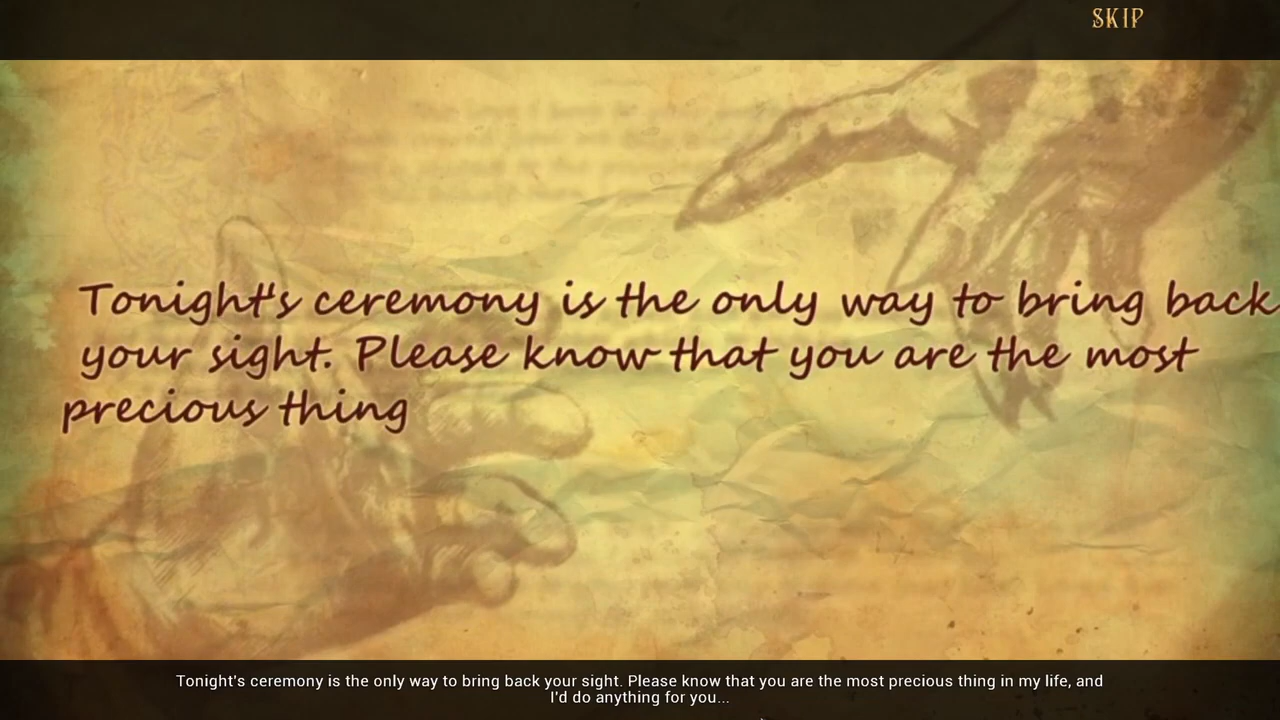 SKIP
Tonight's ceremony is the only way to bring back
your sight. Please know that you are the most
precious thing
Tonight's ceremony is the only way to bring back your sight. Please know that you are the most precious thing in my life, and
I'd do anything for you...